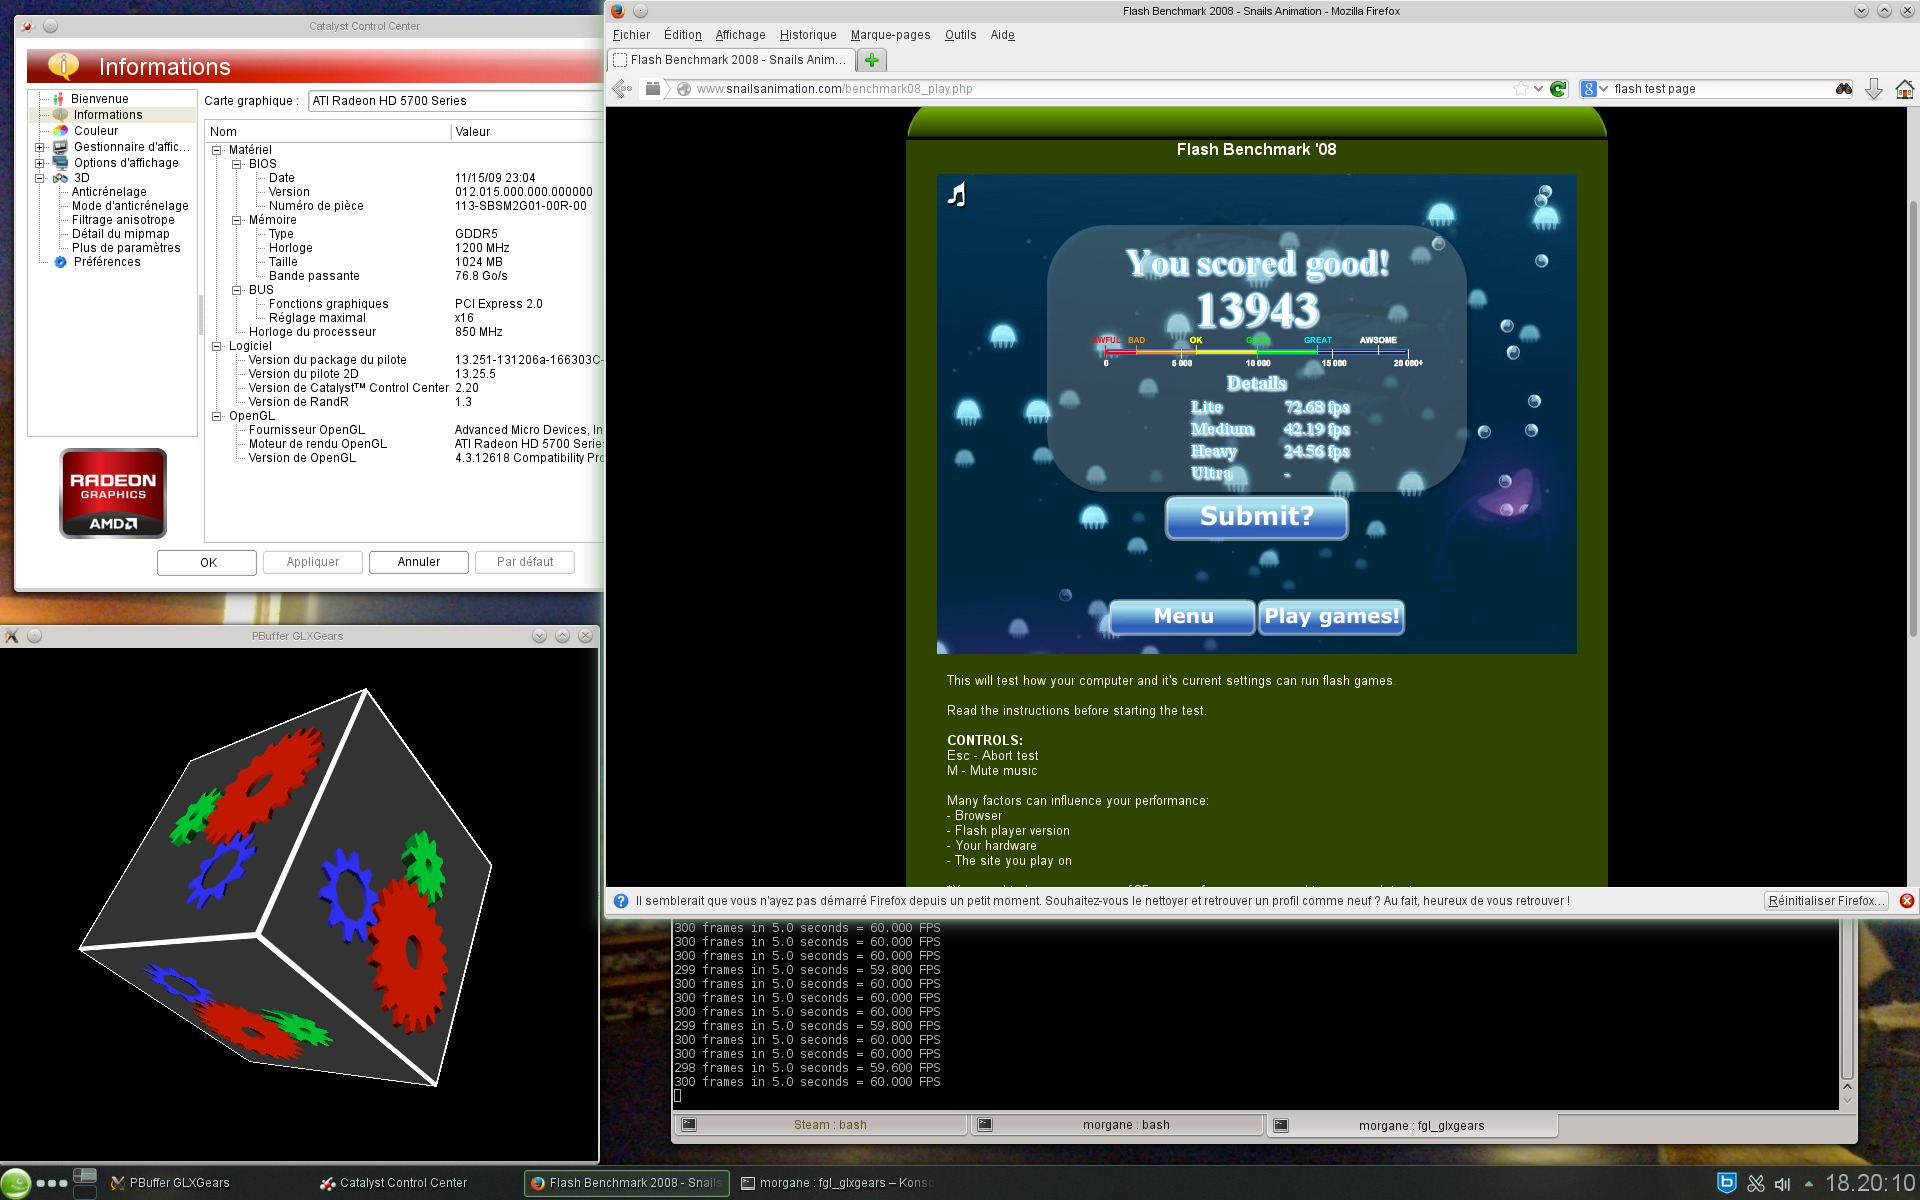 Catalyst Control Center
Informations
Bienvenue
Informations
Couleur
Gestionnaire d'affic...
Options d'affichage
3D
Anticrénelage
Mode d'anticrénelage
Filtrage anisotrope
Détail du mipmap
Plus de paramètres
Préférences
RADEON
GRAPHICS
AMD
Carte graphique : ATI Radeon HD 5700 Series
Nom Valeur
Matériel
BIOS
Date 11/15/09 23:04
Version 012.015.000.000.000000
Numéro de pièce 113-SBSM2G01-00R-00
Mémoire
Type GDDR5
Horloge 1200 MHz
Taille 1024 MB
Bande passante 76.8 Go/s
BUS
Fonctions graphiques PCI Express 2.0
Réglage maximal x16
Horloge du processeur 850 MHz
Logiciel
Version du package du pilote 13.251-131206a-166303C-
Version du pilote 2D 13.25.5
Version de Catalyst™ Control Center 2.20
Version de RandR 1.3
OpenGL
Fournisseur OpenGL Advanced Micro Devices, In
Moteur de rendu OpenGL ATI Radeon HD 5700 Serie
Version de OpenGL 4.3.12618 Compatibility Pro
OK Appliquer Annuler Par défaut
PBuffer GLXGears
Flash Benchmark 2008 - Snails Animation - Mozilla Firefox
Fichier Édition Affichage Historique Marque-pages Outils Aide
Flash Benchmark 2008 - Snails Anim...
www.snailsanimation.com/benchmark08_play.php
8 flash test page
Flash Benchmark '08
You scored good!
13943
AWFUL BAD OK GOOD GREAT AWSOME
0 5 000 10 000 15 000 20 000+
Details
Lite 72.68 fps
Medium 42.19 fps
Heavy 24.56 fps
Ultra -
Submit?
Menu Play games!
This will test how your computer and it's current settings can run flash games.
Read the instructions before starting the test.
CONTROLS:
Esc - Abort test
M - Mute music
Many factors can influence your performance:
- Browser
- Flash player version
- Your hardware
- The site you play on
Il semblerait que vous n'ayez pas démarré Firefox depuis un petit moment. Souhaitez-vous le nettoyer et retrouver un profil comme neuf ? Au fait, heureux de vous retrouver !
Réinitialiser Firefox...
300 frames in 5.0 seconds = 60.000 FPS
300 frames in 5.0 seconds = 60.000 FPS
300 frames in 5.0 seconds = 60.000 FPS
299 frames in 5.0 seconds = 59.800 FPS
300 frames in 5.0 seconds = 60.000 FPS
300 frames in 5.0 seconds = 60.000 FPS
300 frames in 5.0 seconds = 60.000 FPS
299 frames in 5.0 seconds = 59.800 FPS
300 frames in 5.0 seconds = 60.000 FPS
300 frames in 5.0 seconds = 60.000 FPS
298 frames in 5.0 seconds = 59.600 FPS
300 frames in 5.0 seconds = 60.000 FPS
Steam : bash
morgane : bash
morgane : fgl_glxgears
PBuffer GLXGears
Catalyst Control Center
Flash Benchmark 2008 - Snails
morgane : fgl_glxgears – Kons
18.20:10